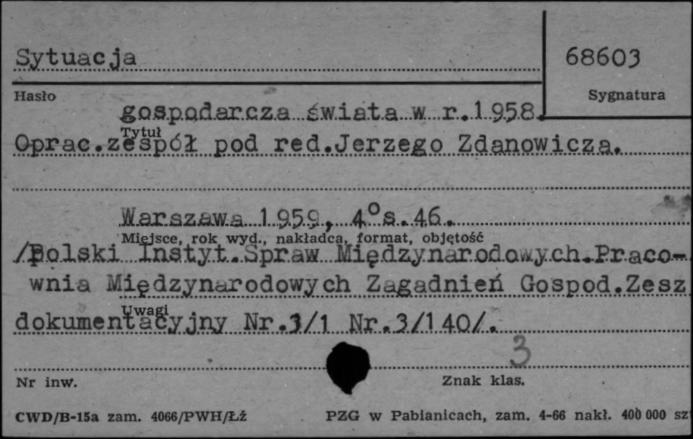 Sytuacja
68603
Hasło
Sygnatura
gospodarcza świata w r.1958.
Tytuł
Oprac.zespół pod red.Jerzego Zdanowicza.
Warszawa 1959, 4° s.46.
Miejsce, rok wyd., nakładca, format, objętość
/Polski Instyt.Spraw Międzynarodowych.Praco-
wnia Międzynarodowych Zagadnień Gospod.Zesz
Uwagi
dokumentacyjny Nr.3/1 Nr.3/140/.
3
Nr inw.
Znak klas.
CWD/B-15a zam. 4066/PWH/Łż
PZG w Pabianicach, zam. 4-66 nakł. 400 000 sz